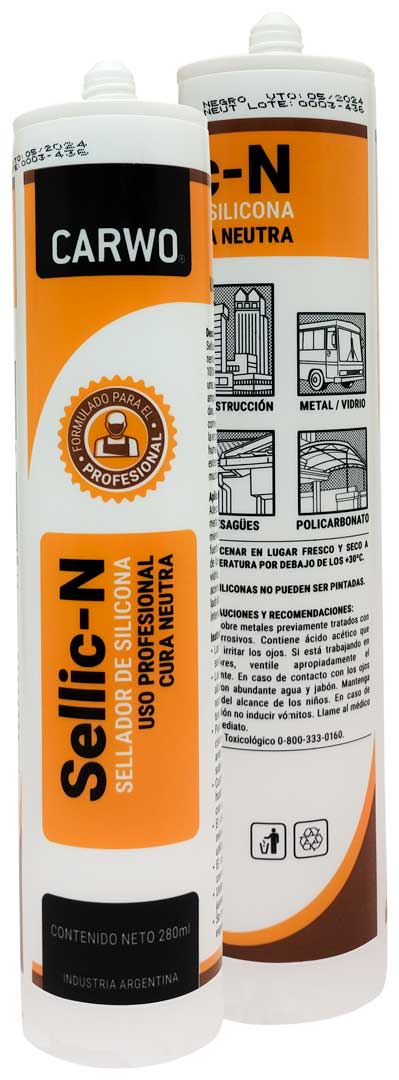 VTO:05/2024
LOTE:0003-436
CARWO
FORMULADO PARA EL
PROFESIONAL
Sellic-N
SELLADOR DE SILICONA
USO PROFESIONAL
CURA NEUTRA
CONTENIDO NETO 280ml
INDUSTRIA ARGENTINA
NEGRO VTO:05/2024
NEUT LOTE:0003-436
c-N
SILICONA
A NEUTRA
STRUCCIÓN
METAL / VIDRIO
SAGÜES
POLICARBONATO
CENAR EN LUGAR FRESCO Y SECO A
ERATURA POR DEBAJO DE LOS +30°C.
ILICONAS NO PUEDEN SER PINTADAS.
AUCIONES Y RECOMENDACIONES:
obre metales previamente tratados con
rrosivos. Contiene ácido acético que
irritar los ojos. Si está trabajando en
res, ventile apropiadamente el
nte. En caso de contacto con los ojos
on abundante agua y jabón. Mantenga
del alcance de los niños. En caso de
ión no inducir vómitos. Llame al médico
ediato.
Toxicológico 0-800-333-0160.